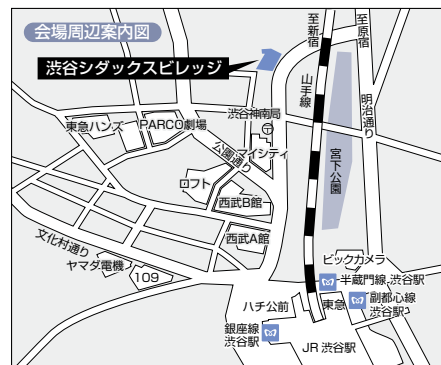 会場周辺案内図
渋谷シダックスビレッジ
至新宿
至原宿
山手線
明治通り
渋谷神南局
東急ハンズ
PARCO劇場
公園通り
マイシティ
宮下公園
ロフト
西武B館
文化村通り
西武A館
ヤマダ電機
109
ビックカメラ
半蔵門線 渋谷駅
ハチ公前
東急
副都心線
渋谷駅
銀座線
渋谷駅
JR 渋谷駅